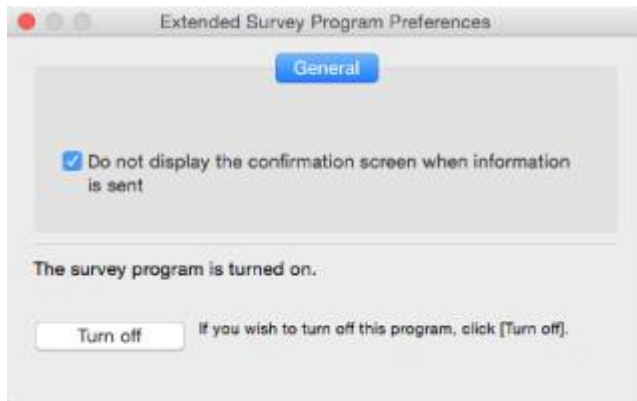 Extended Survey Program Preferences
General
Do not display the confirmation screen when information
is sent
The survey program is turned on.
Turn off
If you wish to turn off this program, click [Turn off].